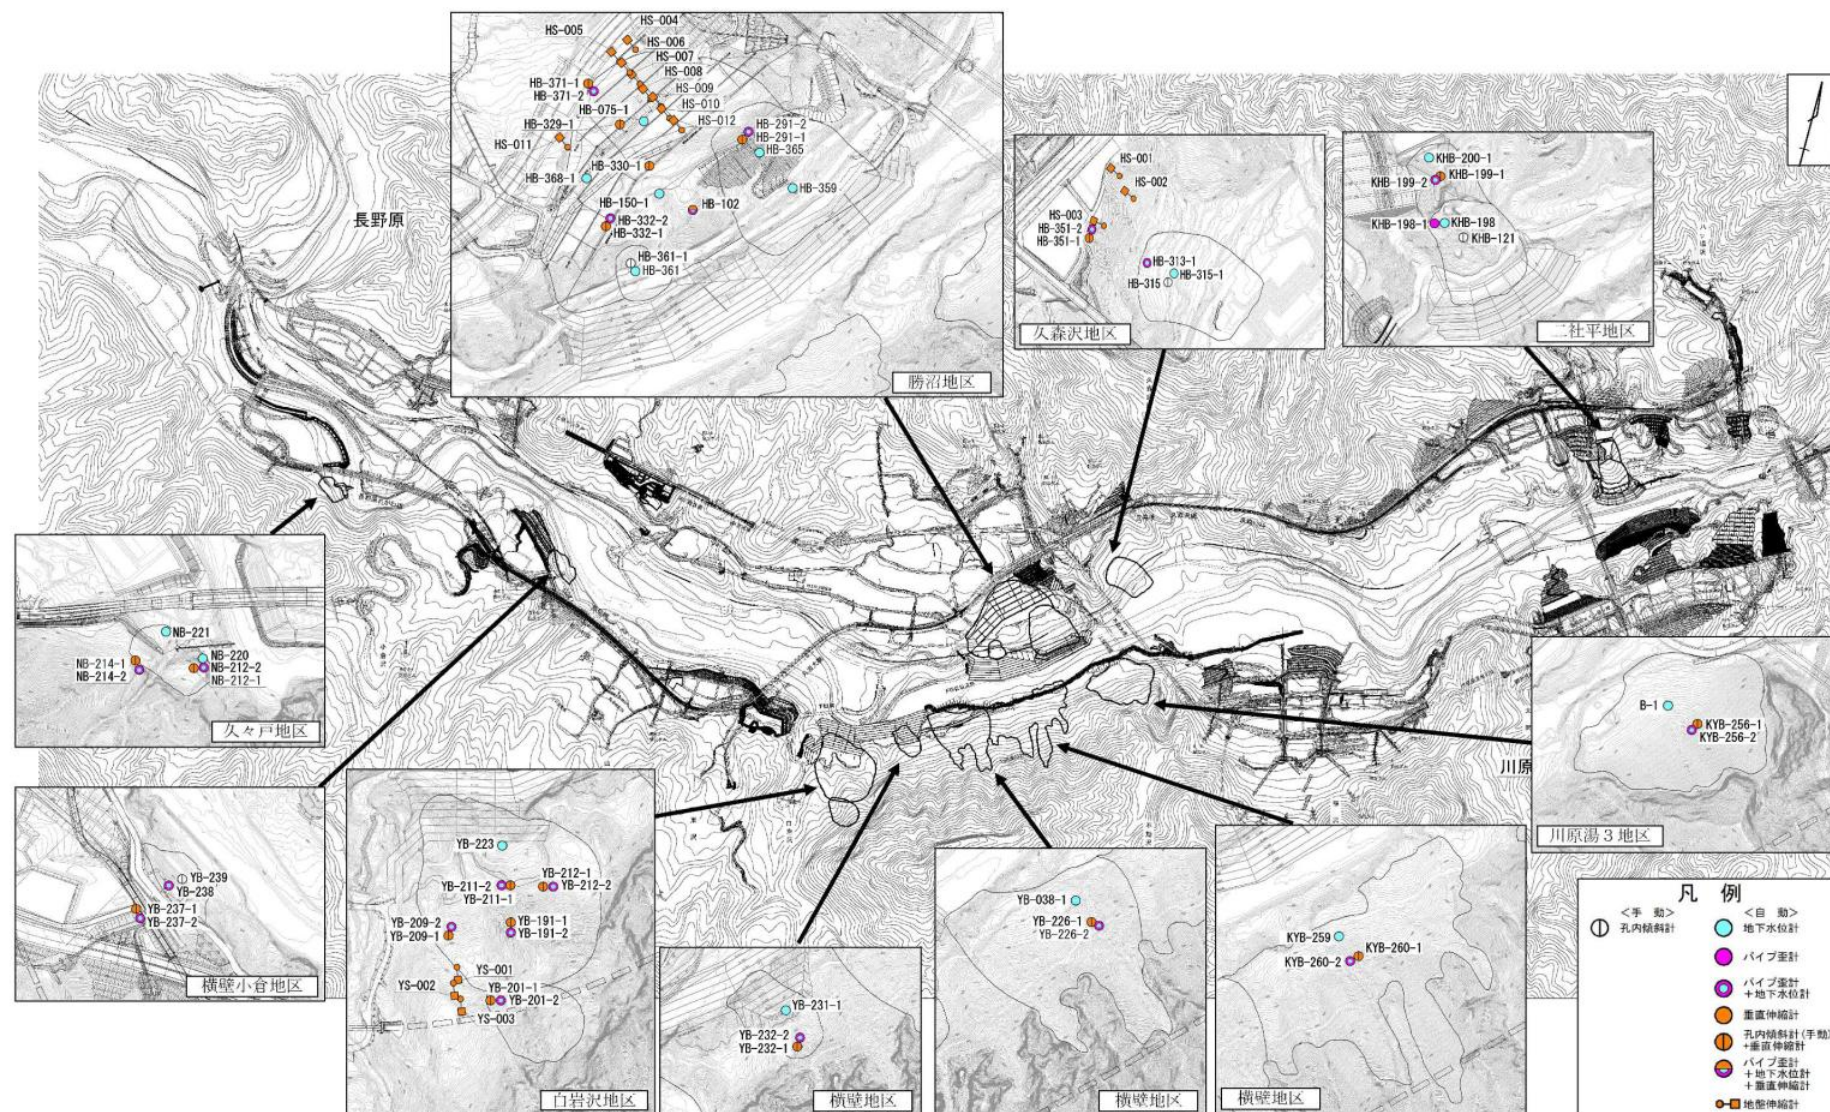 HS-004
HS-005
HS-006
HS-007
HS-008
HS-009
HS-010
HS-012
HB-371-1
HB-371-2
HB-075-1
HB-329-1
HS-011
HB-330-1
HB-368-1
HB-150-1
HB-102
HB-332-2
HB-332-1
HB-361-1
HB-361
HB-291-2
HB-291-1
HB-365
HB-359
勝沼地区
HS-001
HS-002
HS-003
HB-351-2
HB-351-1
HB-313-1
HB-315-1
HB-315
久森沢地区
KHB-200-1
KHB-199-1
KHB-199-2
KHB-198-1
KHB-198
KHB-121
二社平地区
長野原
NB-221
NB-220
NB-214-1
NB-214-2
NB-212-2
NB-212-1
久々戸地区
YB-239
YB-238
YB-237-1
YB-237-2
横壁小倉地区
YB-223
YB-212-1
YB-211-2
YB-212-2
YB-211-1
YB-209-2
YB-209-1
YB-191-1
YB-191-2
YS-001
YS-002
YB-201-1
YB-201-2
YS-003
白岩沢地区
YB-231-1
YB-232-2
YB-232-1
横壁地区
YB-038-1
YB-226-1
YB-226-2
横壁地区
KYB-259
KYB-260-1
KYB-260-2
横壁地区
川原
B-1
KYB-256-1
KYB-256-2
川原湯3地区
凡 例
<手 動>
孔内傾斜計
<自 動>
地下水位計
パイプ歪計
パイプ歪計
+地下水位計
垂直伸縮計
孔内傾斜計(手動)
+垂直伸縮計
パイプ歪計
+地下水位計
+垂直伸縮計
地盤伸縮計